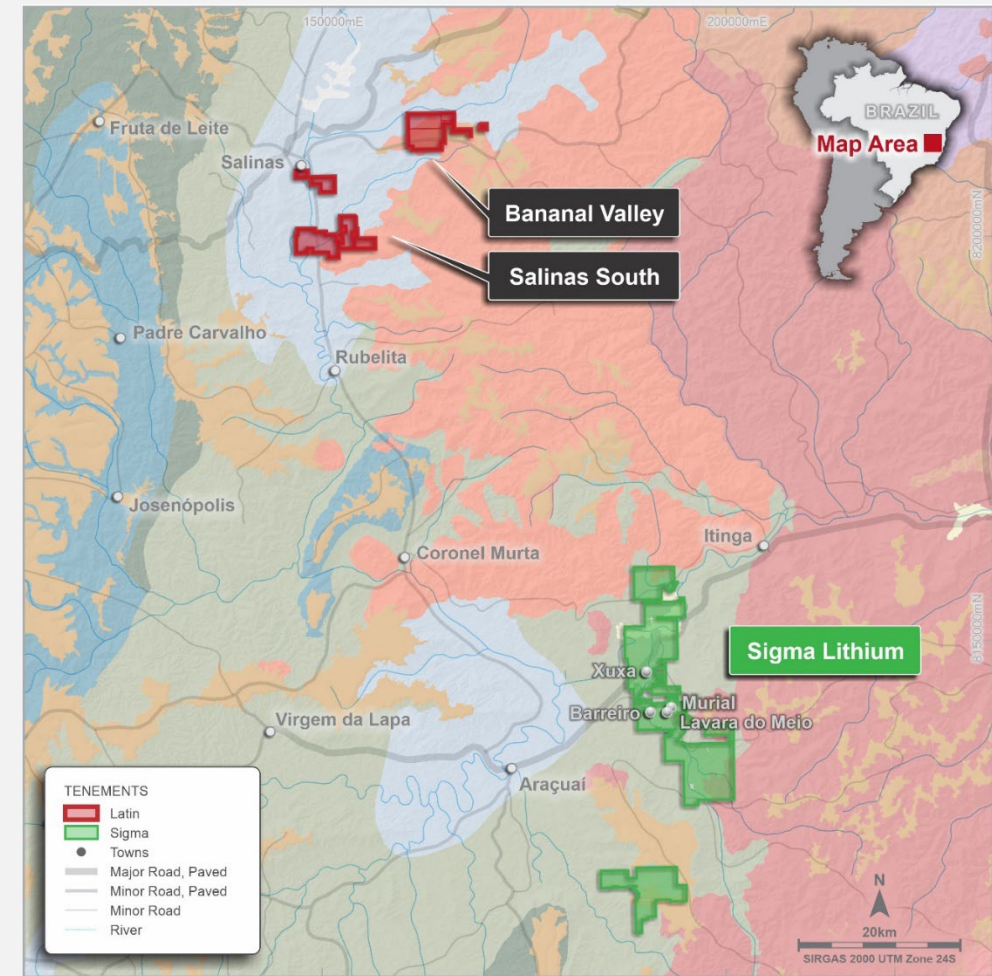 150000mE
200000mE
BRAZIL
Map Area
8200000mN
Fruta de Leite
Salinas
Bananal Valley
Salinas South
Padre Carvalho
Rubelita
Josenópolis
Coronel Murta
Itinga
8150000mN
Sigma Lithium
Xuxa
Murial
Barreiro
Lavara do Meio
Virgem da Lapa
Araçuaí
TENEMENTS
Latin
Sigma
Towns
Major Road, Paved
Minor Road, Paved
Minor Road
River
N
20km
SIRGAS 2000 UTM Zone 24S